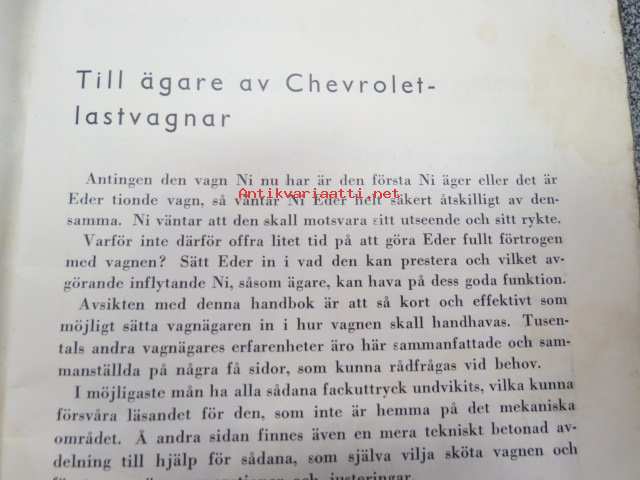 Till ägare av Chevrolet-
lastvagnar
Antingen den vagn Ni nu har är den första Ni äger eller det är
Antikvariaatti.net
Eder tionde vagn, så väntar Ni Eder helt säkert åtskilligt av den-
samma. Ni väntar att den skall motsvara sitt utseende och sitt rykte.
Varför inte därför offra litet tid på att göra Eder fullt förtrogen
med vagnen? Sätt Eder in i vad den kan prestera och vilket av-
görande inflytande Ni, såsom ägare, kan hava på dess goda funktion.
Avsikten med denna handbok är att så kort och effektivt som
möjligt sätta vagnägaren in i hur vagnen skall handhavas. Tusen-
tals andra vagnägares erfarenheter äro här sammanfattade och sam-
manställda på några få sidor, som kunna rådfrågas vid behov.
I möjligaste mån ha alla sådana fackuttryck undvikits, vilka kunna
försvåra läsandet för den, som inte är hemma på det mekaniska
området. Å andra sidan finnes även en mera tekniskt betonad av-
delning till hjälp för sådana, som själva vilja sköta vagnen och
och justeringar.